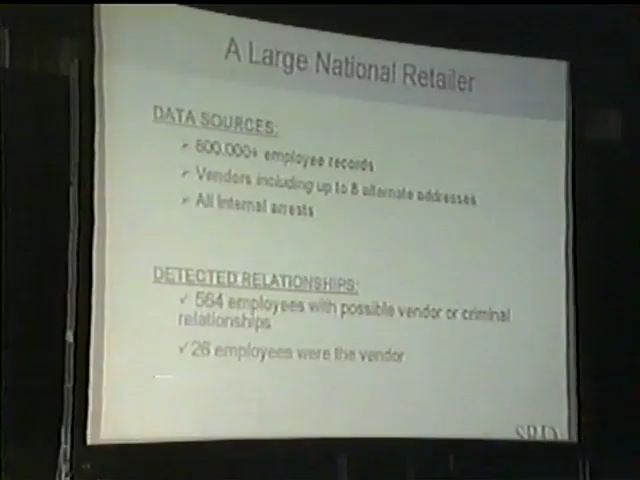 A Large National Retailer
DATA SOURCES:
✓ 800,000+ employee records
✓ Vendors including up to 8 alternate addresses
✓ All Internal arrests
DETECTED RELATIONSHIPS:
✓ 564 employees with possible vendor or criminal
relationships
✓ 26 employees were the vendor
SRD